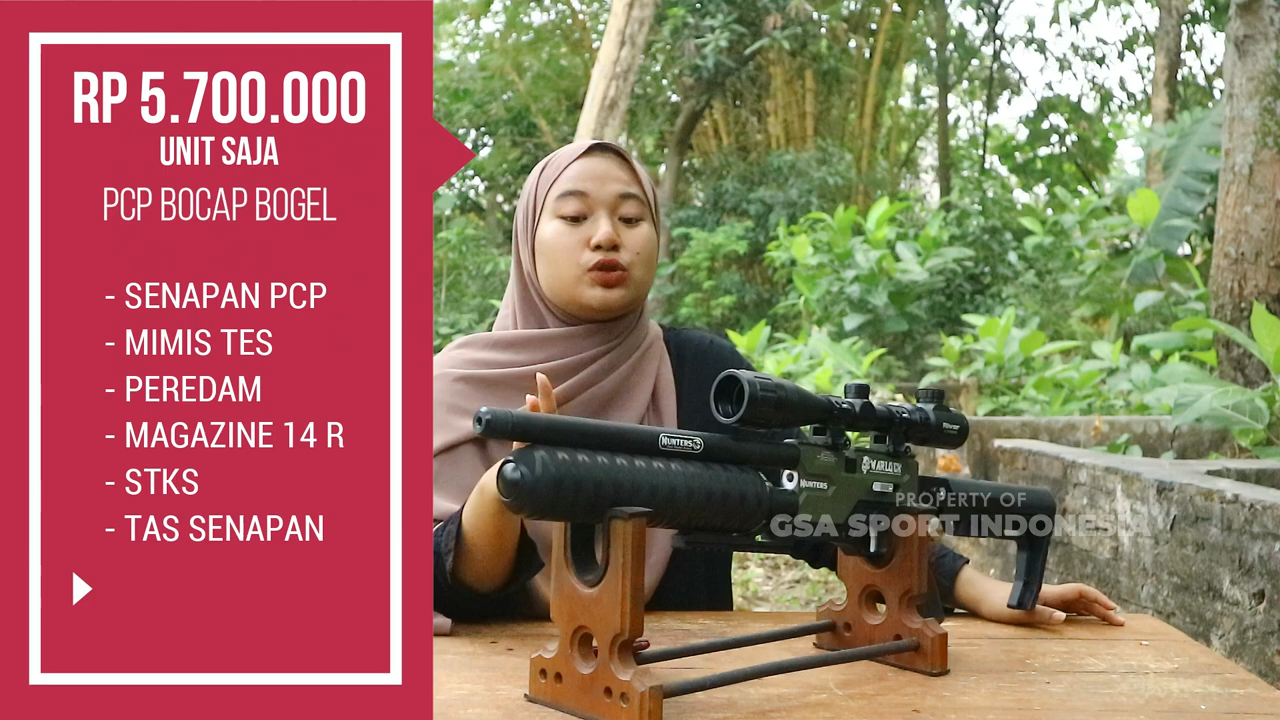 RP 5.700.000
UNIT SAJA
PCP BOCAP BOGEL
- SENAPAN PCP
- MIMIS TES
- PEREDAM
- MAGAZINE 14 R
- STKS
- TAS SENAPAN
HUNTERS
HUNTERS
WARLOCK
PROPERTY OF
GSA SPORT INDONESIA